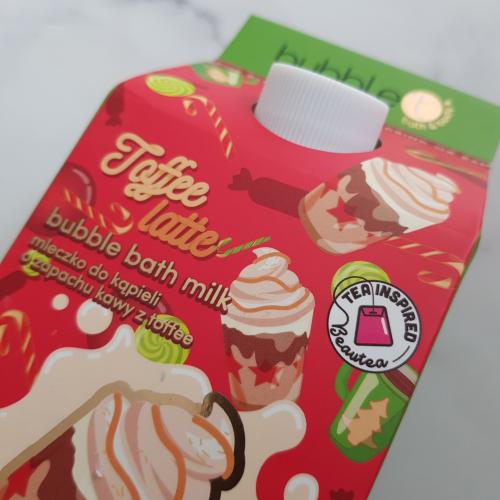 bubble
Toffee
latte
bubble bath milk
mleczko do kąpieli
o zapachu kawy z toffee
TEA INSPIRED
Beautea